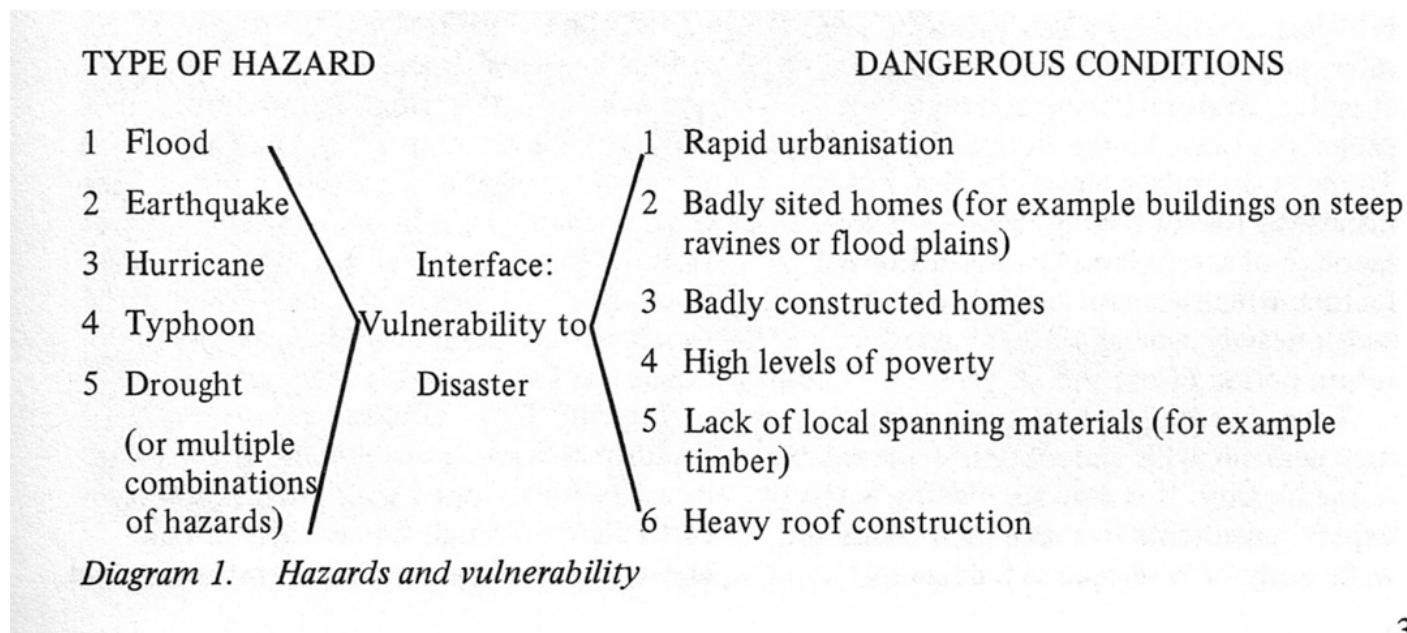 TYPE OF HAZARD
1 Flood
2 Earthquake
3 Hurricane
4 Typhoon
5 Drought
(or multiple
combinations
of hazards)
Interface:
Vulnerability to
Disaster
DANGEROUS CONDITIONS
1 Rapid urbanisation
2 Badly sited homes (for example buildings on steep
ravines or flood plains)
3 Badly constructed homes
4 High levels of poverty
5 Lack of local spanning materials (for example
timber)
6 Heavy roof construction
Diagram 1. Hazards and vulnerability